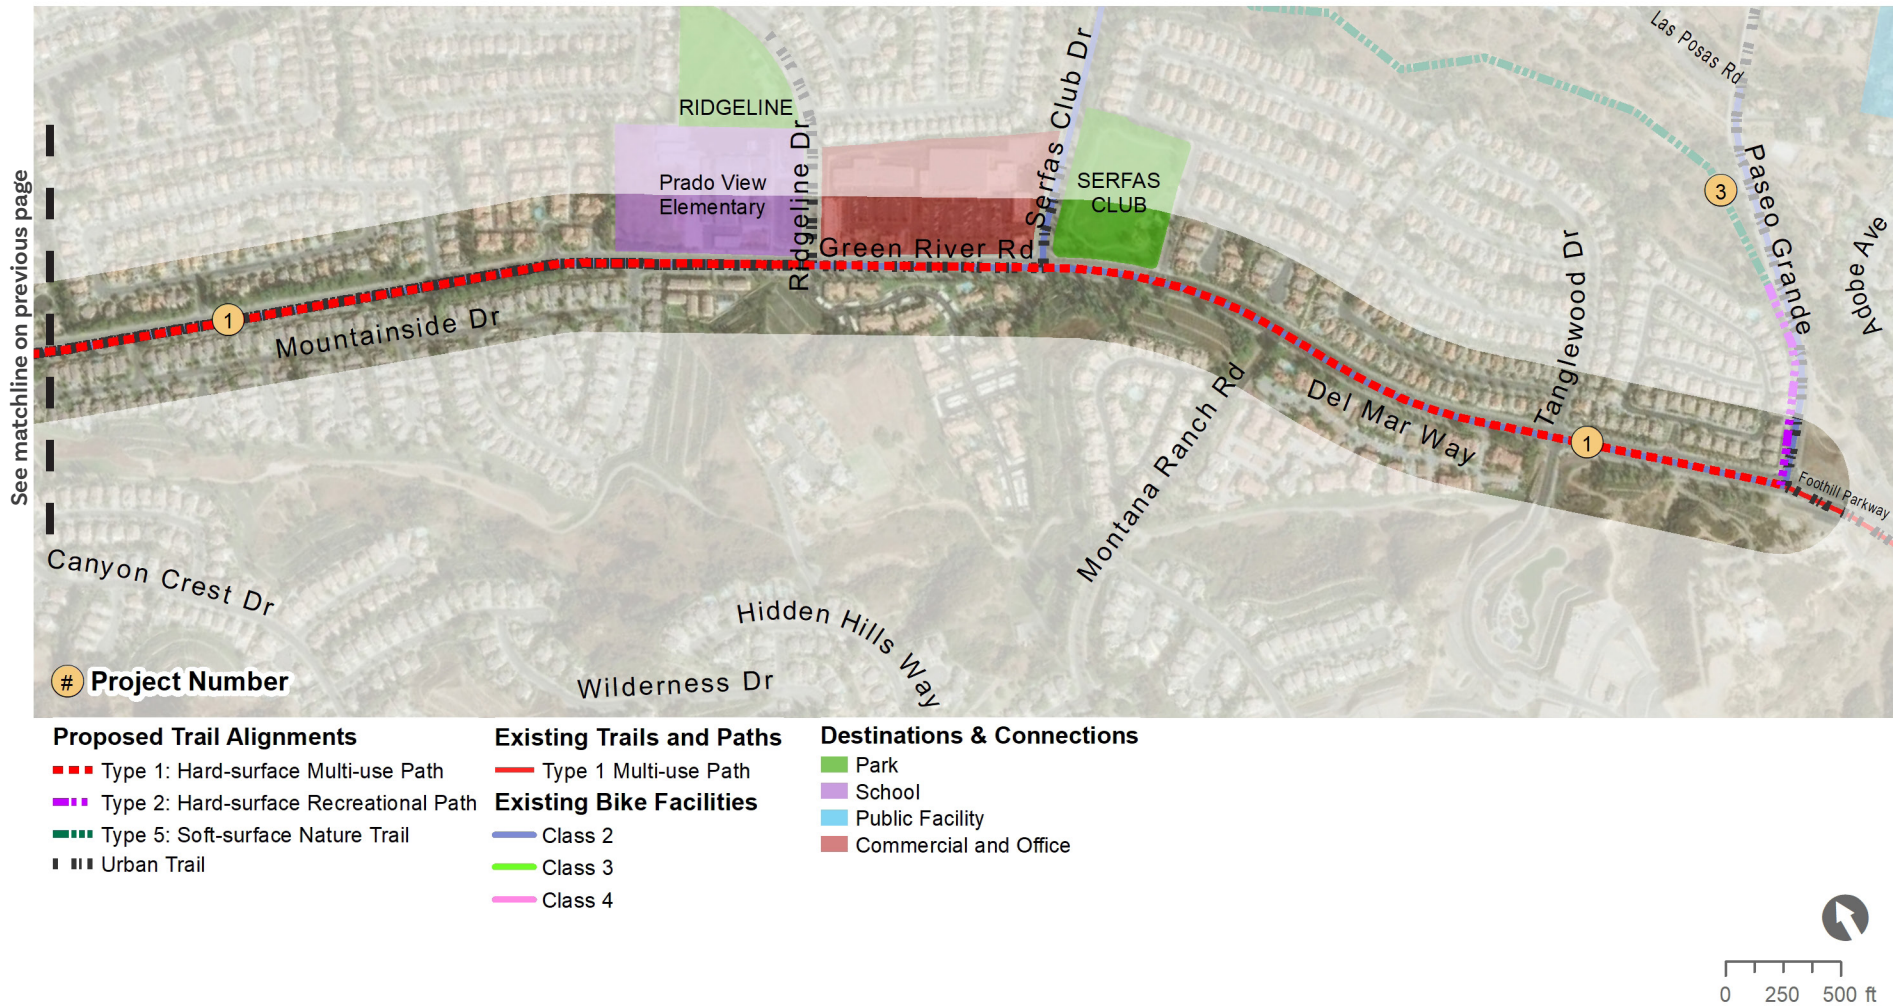 See matchline on previous page
RIDGELINE
Prado View
Elementary
Ridgeline Dr
Green River Rd
Serfas Club Dr
SERFAS
CLUB
Las Posas Rd
3
Paseo Grande
Adobe Ave
1
Mountainside Dr
Montana Ranch Rd
Del Mar Way
Tanglewood Dr
1
Foothill Parkway
Canyon Crest Dr
Hidden Hills Way
Wilderness Dr
# Project Number
Proposed Trail Alignments
Type 1: Hard-surface Multi-use Path
Type 2: Hard-surface Recreational Path
Type 5: Soft-surface Nature Trail
Urban Trail
Existing Trails and Paths
Type 1 Multi-use Path
Existing Bike Facilities
Class 2
Class 3
Class 4
Destinations & Connections
Park
School
Public Facility
Commercial and Office
0 250 500 ft